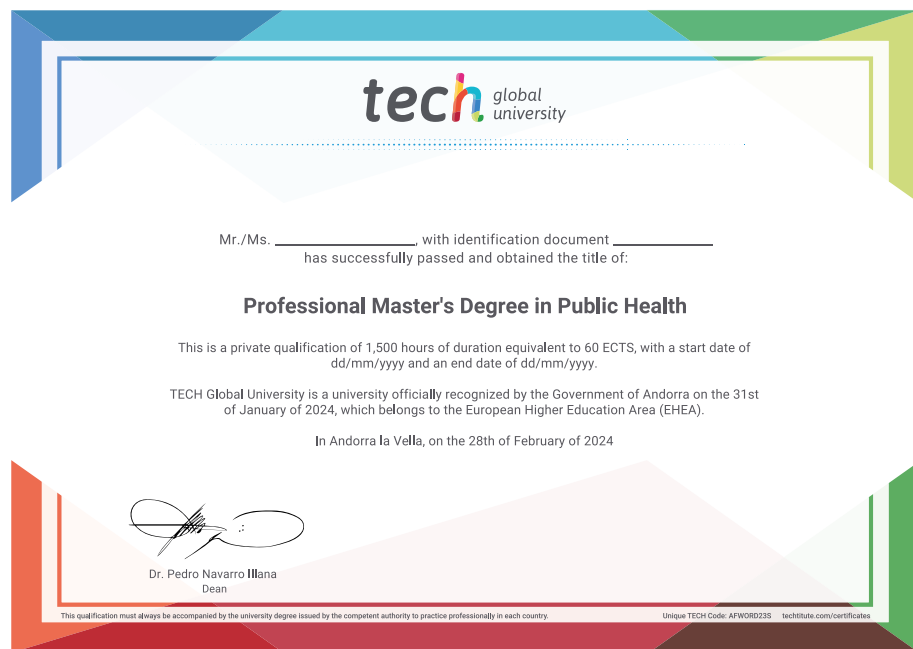 tech global university
Mr./Ms. ____________________, with identification document ______________
has successfully passed and obtained the title of:
Professional Master's Degree in Public Health
This is a private qualification of 1,500 hours of duration equivalent to 60 ECTS, with a start date of
dd/mm/yyyy and an end date of dd/mm/yyyy.
TECH Global University is a university officially recognized by the Government of Andorra on the 31st
of January of 2024, which belongs to the European Higher Education Area (EHEA).
In Andorra la Vella, on the 28th of February of 2024
Dr. Pedro Navarro Illana
Dean
This qualification must always be accompanied by the university degree issued by the competent authority to practice professionally in each country. Unique TECH Code: AFWORD23S techtitute.com/certificates